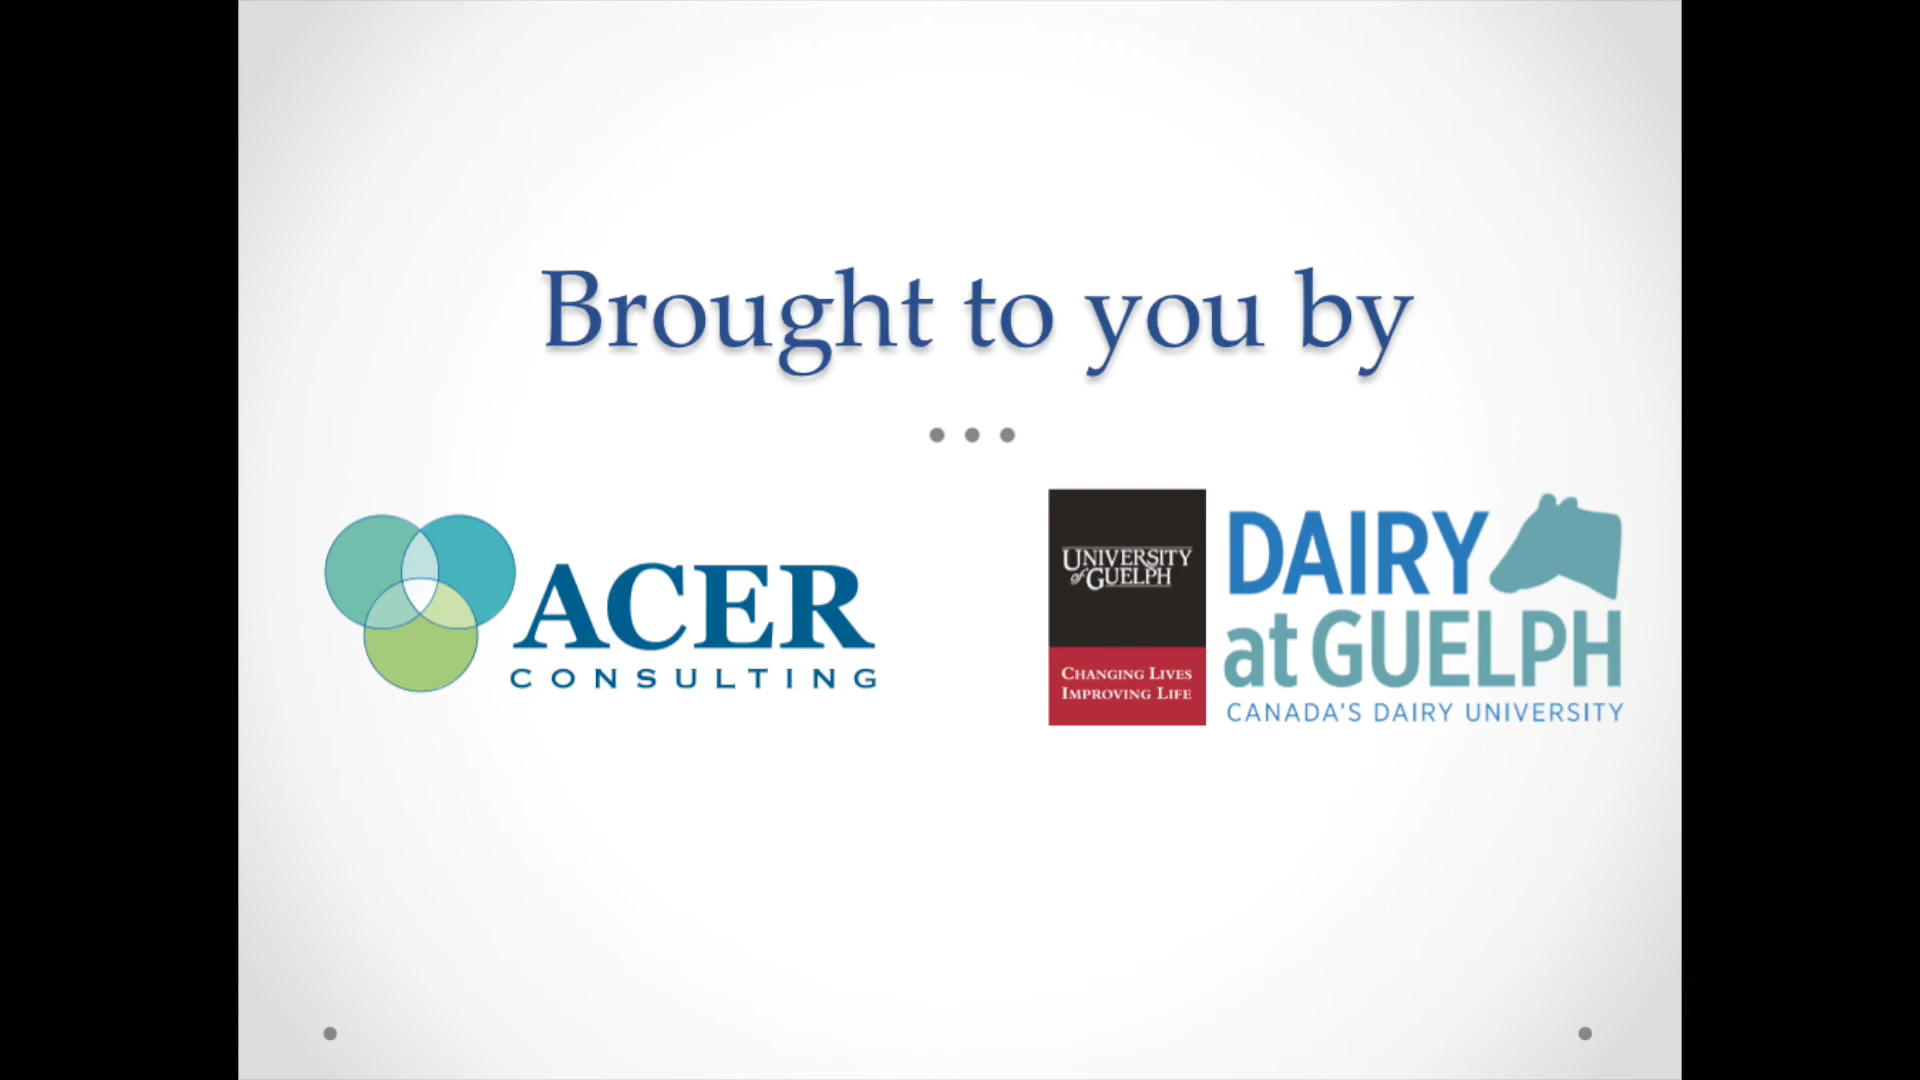 Brought to you by
ACER
CONSULTING
UNIVERSITY
of GUELPH
CHANGING LIVES
IMPROVING LIFE
DAIRY
at GUELPH
CANADA'S DAIRY UNIVERSITY